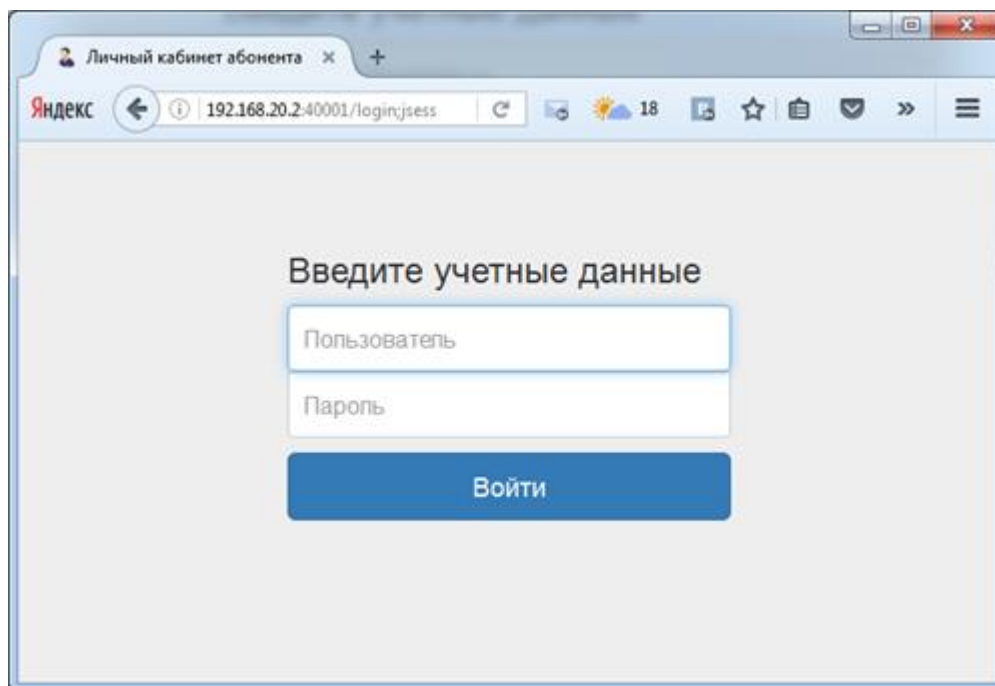 Личный кабинет абонента
Яндекс 192.168.20.2:40001/login;jsess 18
Введите учетные данные
Пользователь
Пароль
Войти